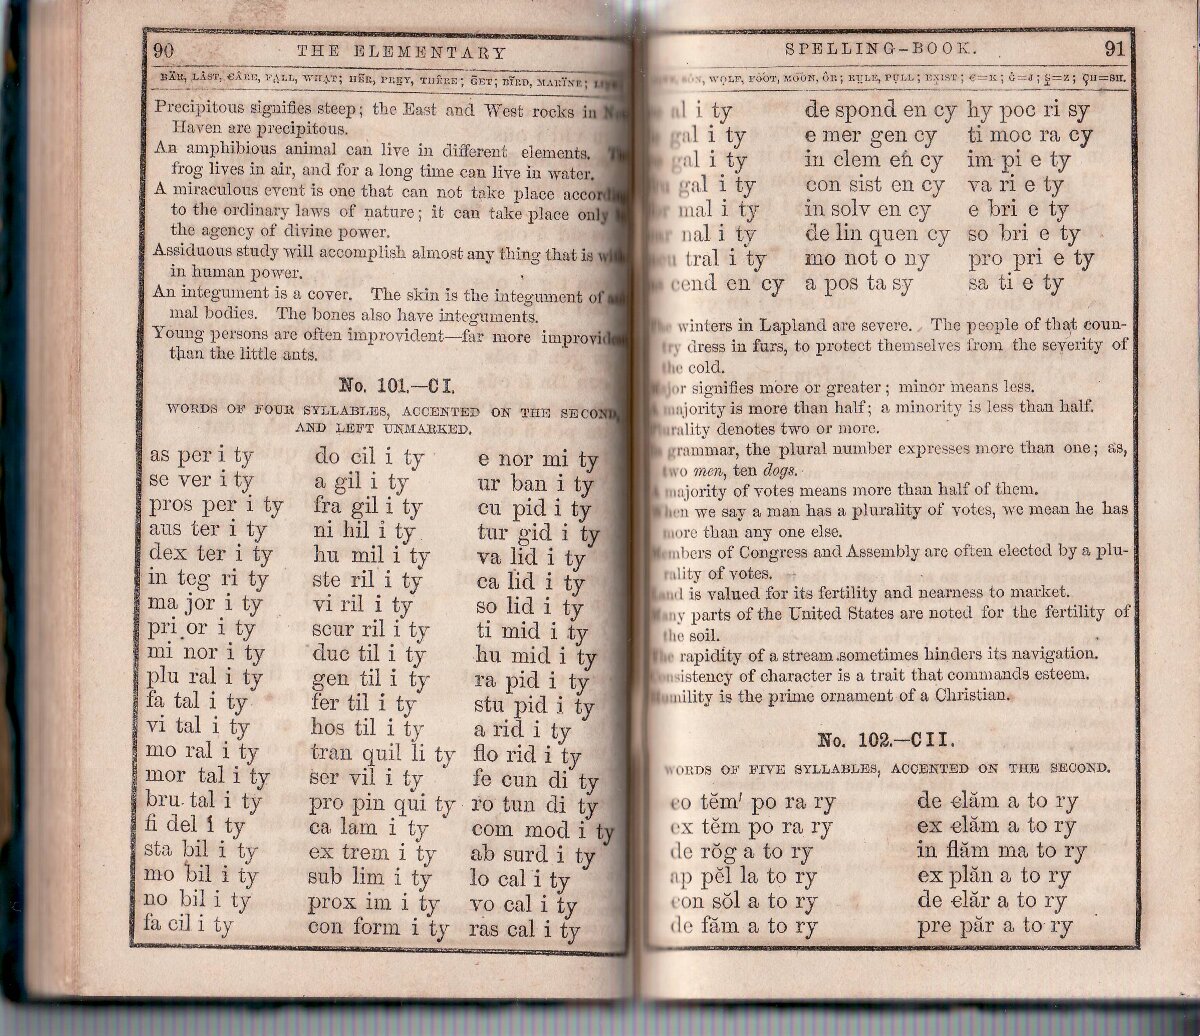 90 THE ELEMENTARY
BÄR, LÁST, CÂRE, FALL, WHAT; HËR, PREY, THÊRE; GET; BÏRD, MARÏNE;
Precipitous signifies steep; the East and West rocks in
Haven are precipitous.
An amphibious animal can live in different elements.
frog lives in air, and for a long time can live in water.
A miraculous event is one that can not take place accord
to the ordinary laws of nature; it can take place only
the agency of divine power.
Assiduous study will accomplish almost any thing that is
in human power.
An integument is a cover. The skin is the integument of
mal bodies. The bones also have integuments.
Young persons are often improvident—far more improvid
than the little ants.
No. 101.—CI.
WORDS OF FOUR SYLLABLES, ACCENTED ON THE SECOND,
AND LEFT UNMARKED.
as per i ty do cil i ty e nor mi ty
se ver i ty a gil i ty ur ban i ty
pros per i ty fra gil i ty cu pid i ty
aus ter i ty ni hil i ty tur gid i ty
dex ter i ty hu mil i ty va lid i ty
in teg ri ty ste ril i ty ca lid i ty
ma jor i ty vi ril i ty so lid i ty
pri or i ty scur ril i ty ti mid i ty
mi nor i ty duc til i ty hu mid i ty
plu ral i ty gen til i ty ra pid i ty
fa tal i ty fer til i ty stu pid i ty
vi tal i ty hos til i ty a rid i ty
mo ral i ty tran quil li ty flo rid i ty
mor tal i ty ser vil i ty fe cun di ty
bru tal i ty pro pin qui ty ro tun di ty
fi del i ty ca lam i ty com mod i ty
sta bil i ty ex trem i ty ab surd i ty
mo bil i ty sub lim i ty lo cal i ty
no bil i ty prox im i ty vo cal i ty
fa cil i ty con form i ty ras cal i ty
SPELLING-BOOK. 91
SÓN, WOLF, FOOT, MOON, ÔR; RULE, PULL; EXIST; C=K; Ġ=J; S=Z; ÇH=SH.
al i ty de spond en cy hy poc ri sy
gal i ty e mer gen cy ti moc ra cy
gal i ty in clem en cy im pi e ty
gal i ty con sist en cy va ri e ty
mal i ty in solv en cy e bri e ty
nal i ty de lin quen cy so bri e ty
tral i ty mo not o ny pro pri e ty
cend en cy a pos ta sy sa ti e ty
The winters in Lapland are severe. The people of that coun-
try dress in furs, to protect themselves from the severity of
the cold.
Major signifies more or greater; minor means less.
A majority is more than half; a minority is less than half.
Plurality denotes two or more.
In grammar, the plural number expresses more than one; as,
two men, ten dogs.
A majority of votes means more than half of them.
When we say a man has a plurality of votes, we mean he has
more than any one else.
Members of Congress and Assembly are often elected by a plu-
rality of votes.
Land is valued for its fertility and nearness to market.
Many parts of the United States are noted for the fertility of
the soil.
The rapidity of a stream sometimes hinders its navigation.
Consistency of character is a trait that commands esteem.
Humility is the prime ornament of a Christian.
No. 102.—CII.
WORDS OF FIVE SYLLABLES, ACCENTED ON THE SECOND.
co tĕm' po ra ry de clăm a to ry
ex tĕm po ra ry ex clăm a to ry
de rŏg a to ry in flăm ma to ry
ap pĕl la to ry ex plăn a to ry
con sŏl a to ry de clăr a to ry
de făm a to ry pre păr a to ry